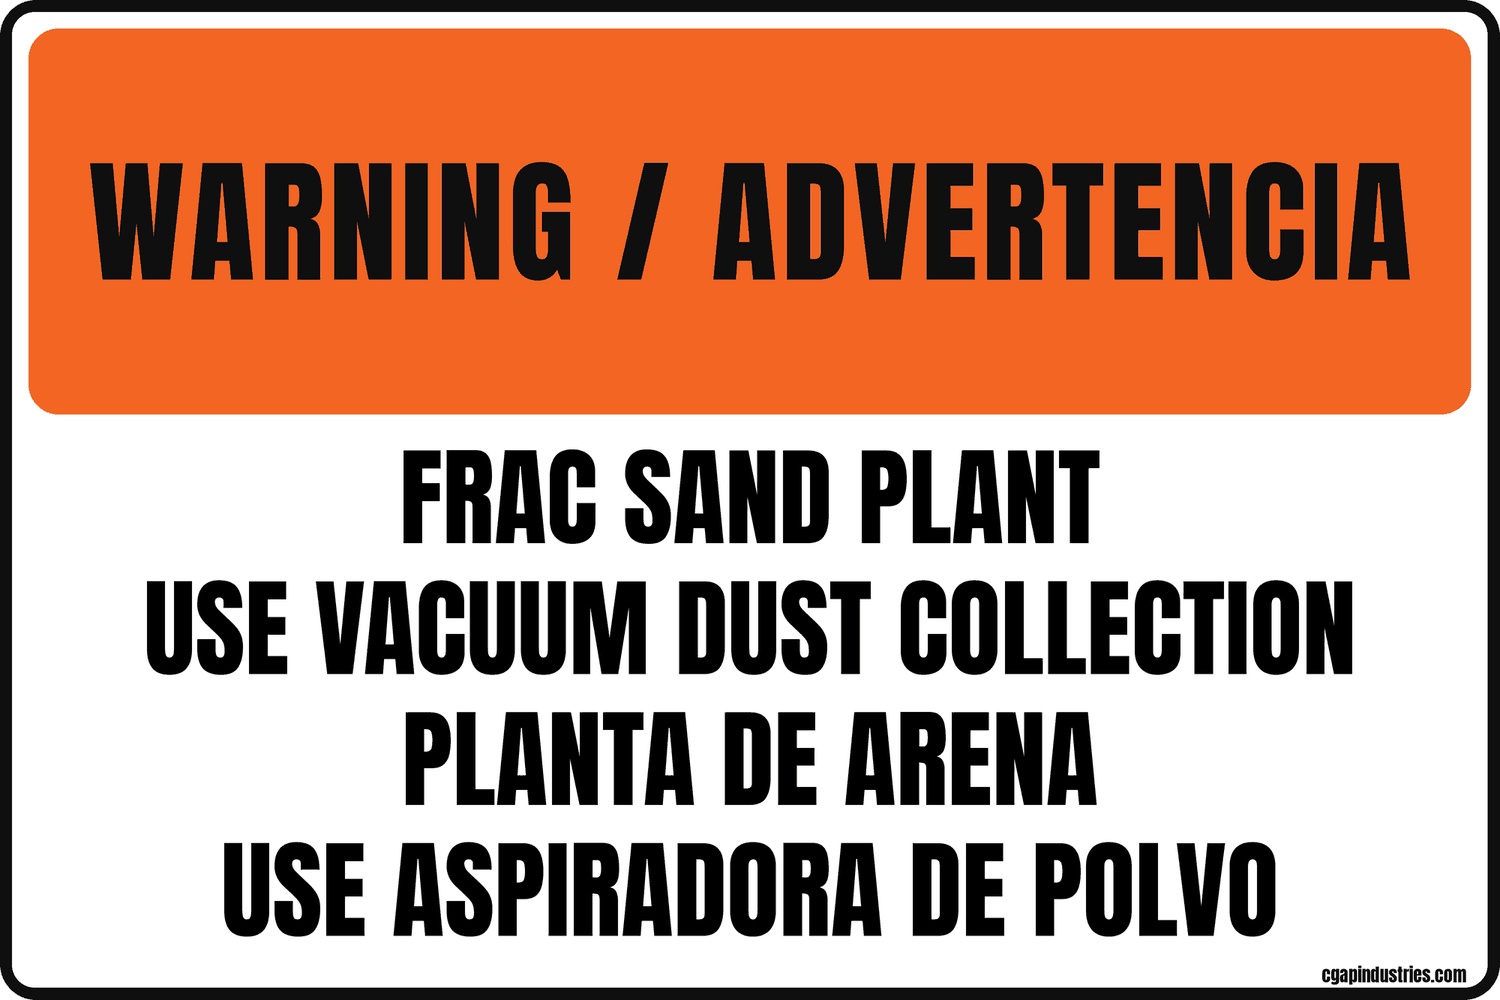 WARNING / ADVERTENCIA
FRAC SAND PLANT
USE VACUUM DUST COLLECTION
PLANTA DE ARENA
USE ASPIRADORA DE POLVO
cgapindustries.com